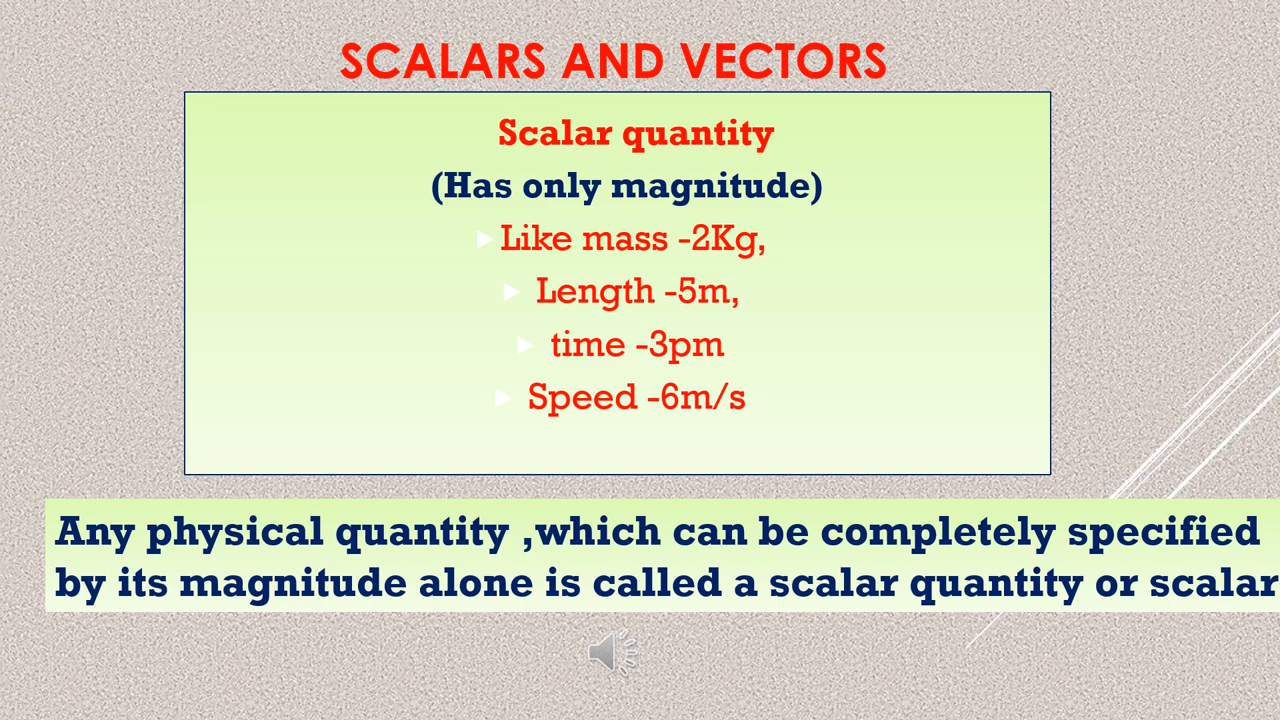 SCALARS AND VECTORS
Scalar quantity
(Has only magnitude)
Like mass -2Kg,
Length -5m,
time -3pm
Speed -6m/s
Any physical quantity ,which can be completely specified
by its magnitude alone is called a scalar quantity or scalar